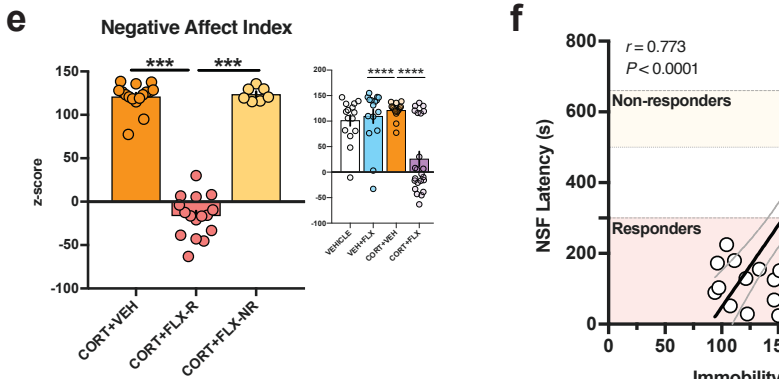 e
Negative Affect Index
***
***
z-score
150
100
50
0
-50
-100
CORT+VEH
CORT+FLX-R
CORT+FLX-NR
****
****
200
150
100
50
0
-50
-100
VEHICLE
VEH+FLX
CORT+VEH
CORT+FLX
f
r = 0.773
P < 0.0001
Non-responders
Responders
NSF Latency (s)
800
600
400
200
0
0
50
100
Immobility